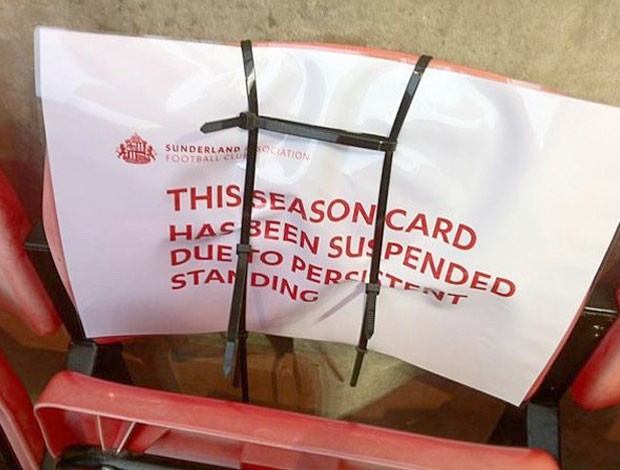 SUNDERLAND ASSOCIATION
FOOTBALL CLUB
THIS SEASON CARD
HAS BEEN SUSPENDED
DUE TO PERSISTENT
STANDING